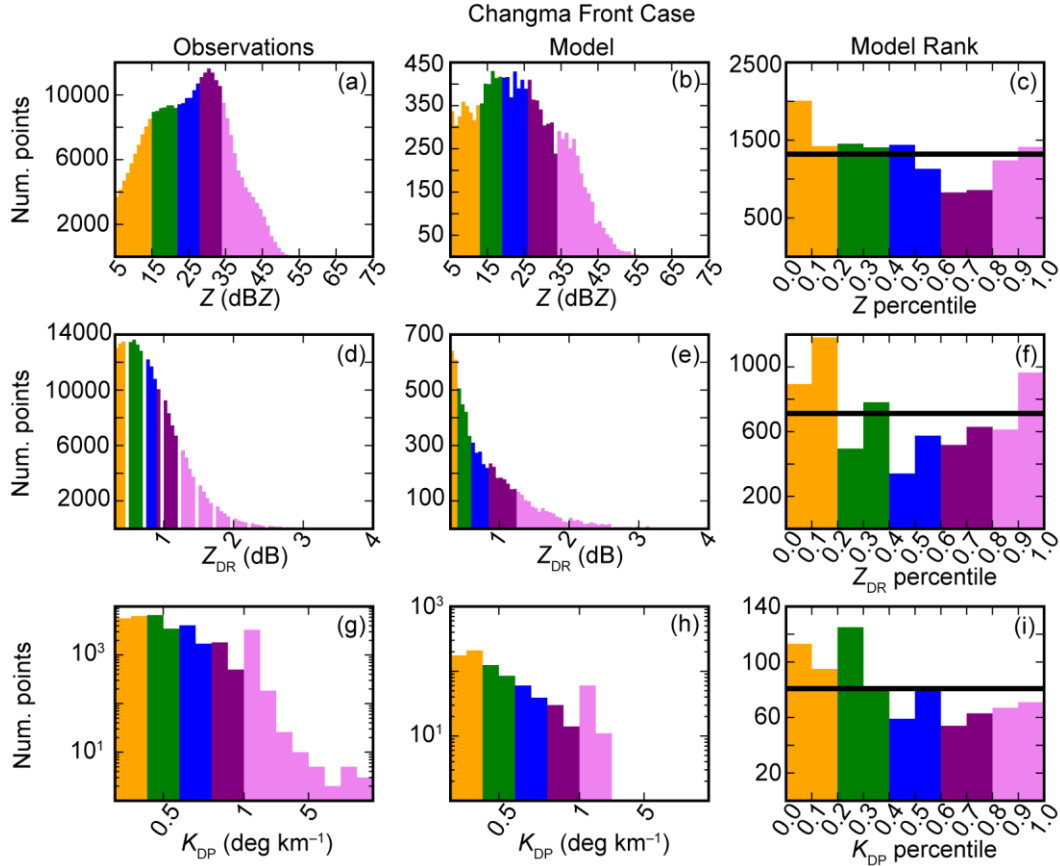 Changma Front Case
Observations Model Model Rank
Num. points
10000
6000
2000
(a)
5 15 25 35 45 55 65 75
Z (dBZ)
450
350
250
150
50
(b)
5 15 25 35 45 55 65 75
Z (dBZ)
2500
1500
500
(c)
0.0 0.1 0.2 0.3 0.4 0.5 0.6 0.7 0.8 0.9 1.0
Z percentile
Num. points
14000
10000
6000
2000
(d)
1 2 3 4
Z_DR (dB)
700
500
300
100
(e)
1 2 3 4
Z_DR (dB)
1000
600
200
(f)
0.0 0.1 0.2 0.3 0.4 0.5 0.6 0.7 0.8 0.9 1.0
Z_DR percentile
Num. points
10³
10¹
(g)
0.5 1 5
K_DP (deg km⁻¹)
10³
10¹
(h)
0.5 1 5
K_DP (deg km⁻¹)
140
100
60
20
(i)
0.0 0.1 0.2 0.3 0.4 0.5 0.6 0.7 0.8 0.9 1.0
K_DP percentile